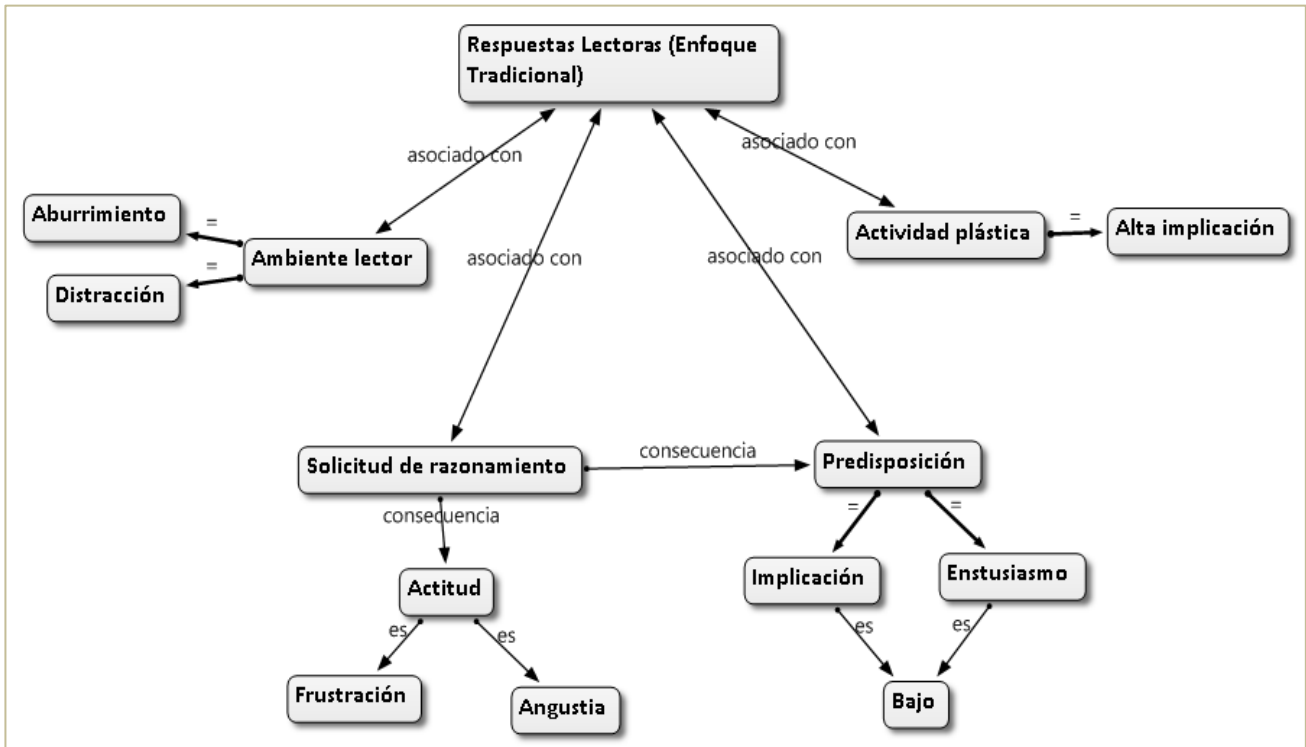 Respuestas Lectoras (Enfoque
Tradicional)
asociado con
asociado con
Aburrimiento
=
Ambiente lector
=
Distracción
Actividad plástica
=
Alta implicación
asociado con
asociado con
Solicitud de razonamiento
consecuencia
Predisposición
consecuencia
=
=
Actitud
Implicación
Enstusiasmo
es
es
es
es
Frustración
Angustia
Bajo